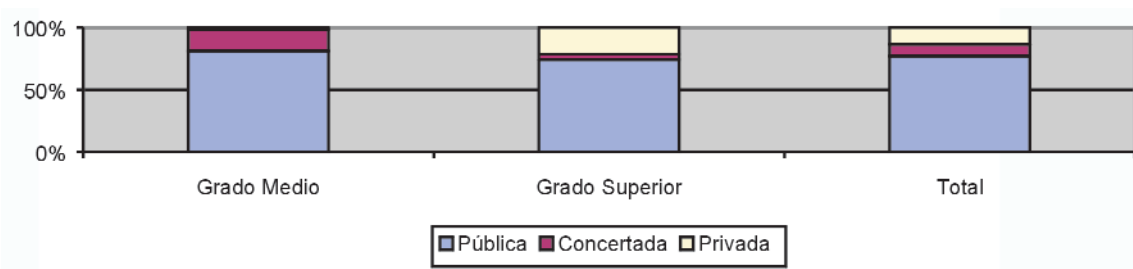 100%
50%
0%
Grado Medio Grado Superior Total
Pública Concertada Privada